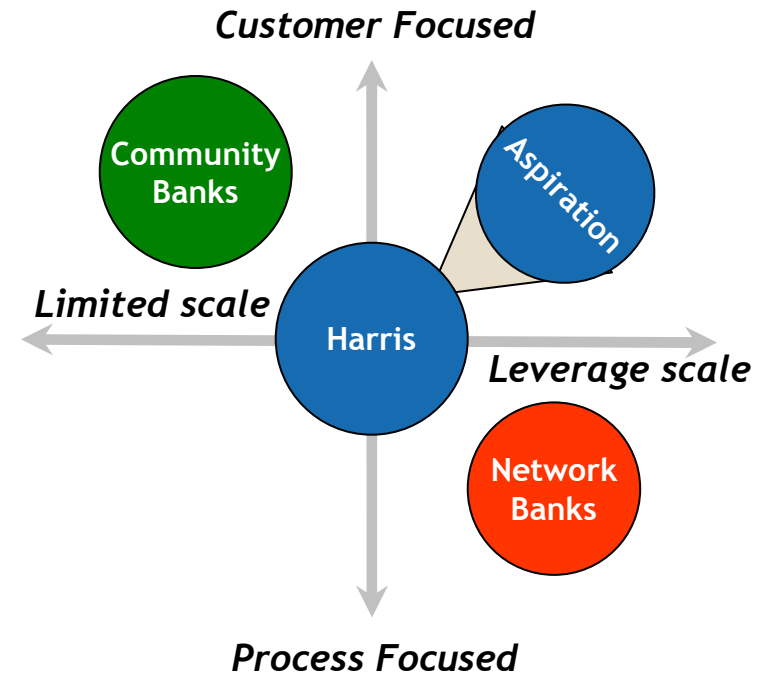 Customer Focused
Community
Banks
Aspiration
Limited scale
Harris
Leverage scale
Network
Banks
Process Focused